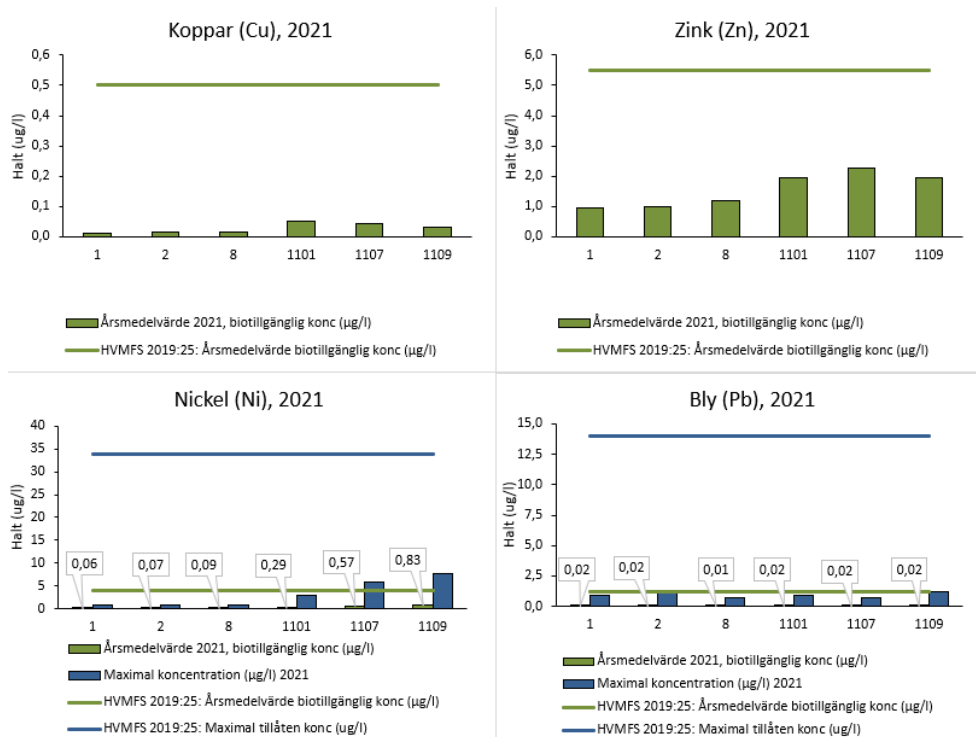 Koppar (Cu), 2021
0,6
0,5
0,4
0,3
0,2
0,1
0,0
Halt (ug/l)
1 2 8 1101 1107 1109
Årsmedelvärde 2021, biotillgänglig konc (µg/l)
HVMFS 2019:25: Årsmedelvärde biotillgänglig konc (µg/l)
Zink (Zn), 2021
6,0
5,0
4,0
3,0
2,0
1,0
0,0
Halt (ug/l)
1 2 8 1101 1107 1109
Årsmedelvärde 2021, biotillgänglig konc (µg/l)
HVMFS 2019:25: Årsmedelvärde biotillgänglig konc (µg/l)
Nickel (Ni), 2021
40
35
30
25
20
15
10
5
0
Halt (ug/l)
0,06 0,07 0,09 0,29 0,57 0,83
1 2 8 1101 1107 1109
Årsmedelvärde 2021, biotillgänglig konc (µg/l)
Maximal koncentration (µg/l) 2021
HVMFS 2019:25: Årsmedelvärde biotillgänglig konc (µg/l)
HVMFS 2019:25: Maximal tillåten konc (ug/l)
Bly (Pb), 2021
15,0
12,5
10,0
7,5
5,0
2,5
0,0
Halt (ug/l)
0,02 0,02 0,01 0,02 0,02 0,02
1 2 8 1101 1107 1109
Årsmedelvärde 2021, biotillgänglig konc (µg/l)
Maximal koncentration (µg/l) 2021
HVMFS 2019:25: Årsmedelvärde biotillgänglig konc (µg/l)
HVMFS 2019:25: Maximal tillåten konc (ug/l)